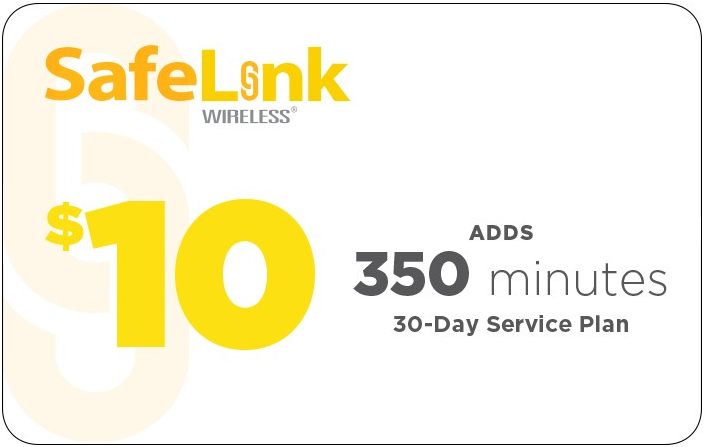 SafeLink
WIRELESS®
$10
ADDS
350 minutes
30-Day Service Plan